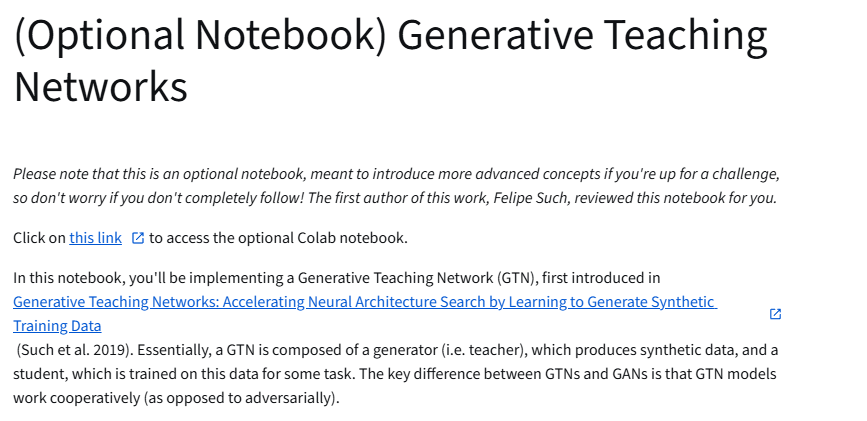 (Optional Notebook) Generative Teaching
Networks
Please note that this is an optional notebook, meant to introduce more advanced concepts if you're up for a challenge,
so don't worry if you don't completely follow! The first author of this work, Felipe Such, reviewed this notebook for you.
Click on this link to access the optional Colab notebook.
In this notebook, you'll be implementing a Generative Teaching Network (GTN), first introduced in
Generative Teaching Networks: Accelerating Neural Architecture Search by Learning to Generate Synthetic
Training Data
(Such et al. 2019). Essentially, a GTN is composed of a generator (i.e. teacher), which produces synthetic data, and a
student, which is trained on this data for some task. The key difference between GTNs and GANs is that GTN models
work cooperatively (as opposed to adversarially).